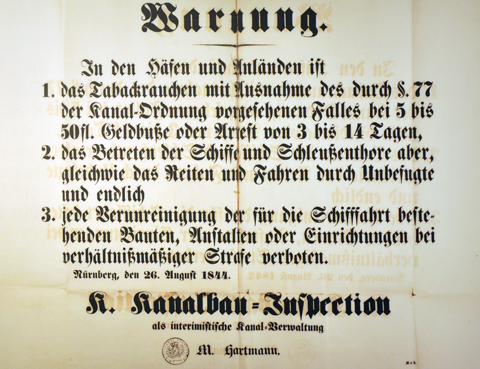 Warnung.
In den Häfen und Anländen ist
1. das Tabackrauchen mit Ausnahme des durch §. 77
der Kanal-Ordnung vorgesehenen Falles bei 5 bis
50fl. Geldbuße oder Arrest von 3 bis 14 Tagen,
2. das Betreten der Schiffe und Schleußenthore aber,
gleichwie das Reiten und Fahren durch Unbefugte
und endlich
3. jede Verunreinigung der für die Schifffahrt beste-
henden Bauten, Anstalten oder Einrichtungen bei
verhältnißmäßiger Strafe verboten.
Nürnberg, den 26. August 1844.
K. Kanalbau-Inspection
als interimistische Kanal-Verwaltung
M. Hartmann.